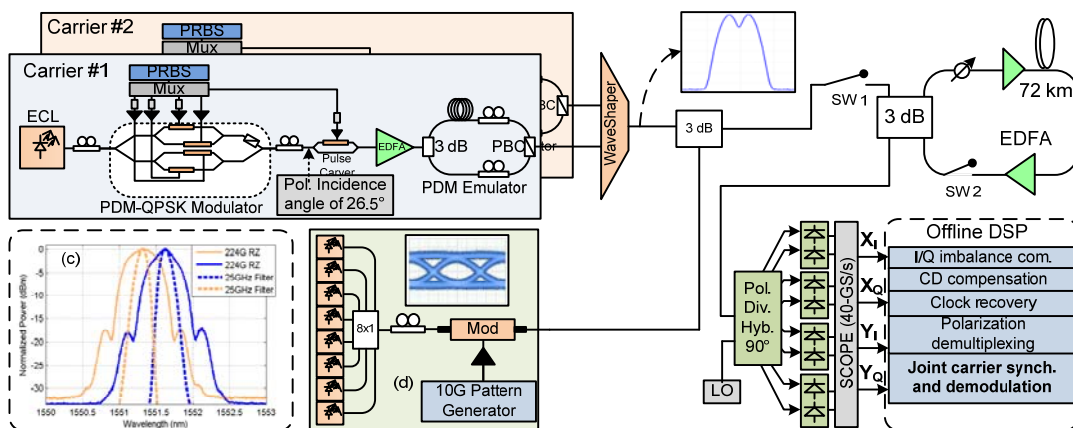 Carrier #2
PRBS
Mux
Carrier #1
PRBS
Mux
ECL
PDM-QPSK Modulator
Pulse
Carver
Pol. Incidence
angle of 26.5°
EDFA
3 dB
PBC
PDM Emulator
BC
tor
WaveShaper
3 dB
SW1
3 dB
72 km
EDFA
SW2
(c)
224G RZ
224G RZ
25GHz Filter
25GHz Filter
Normalized Power (dBm)
0
-5
-10
-15
-20
-25
-30
1550
1550.5
1551
1551.5
1552
1552.5
1553
Wavelength (nm)
8x1
Mod
(d)
10G Pattern
Generator
Pol.
Div.
Hyb.
90°
LO
SCOPE (40-GS/s)
XI
XQ
YI
YQ
Offline DSP
I/Q imbalance com.
CD compensation
Clock recovery
Polarization
demultiplexing
Joint carrier synch.
and demodulation